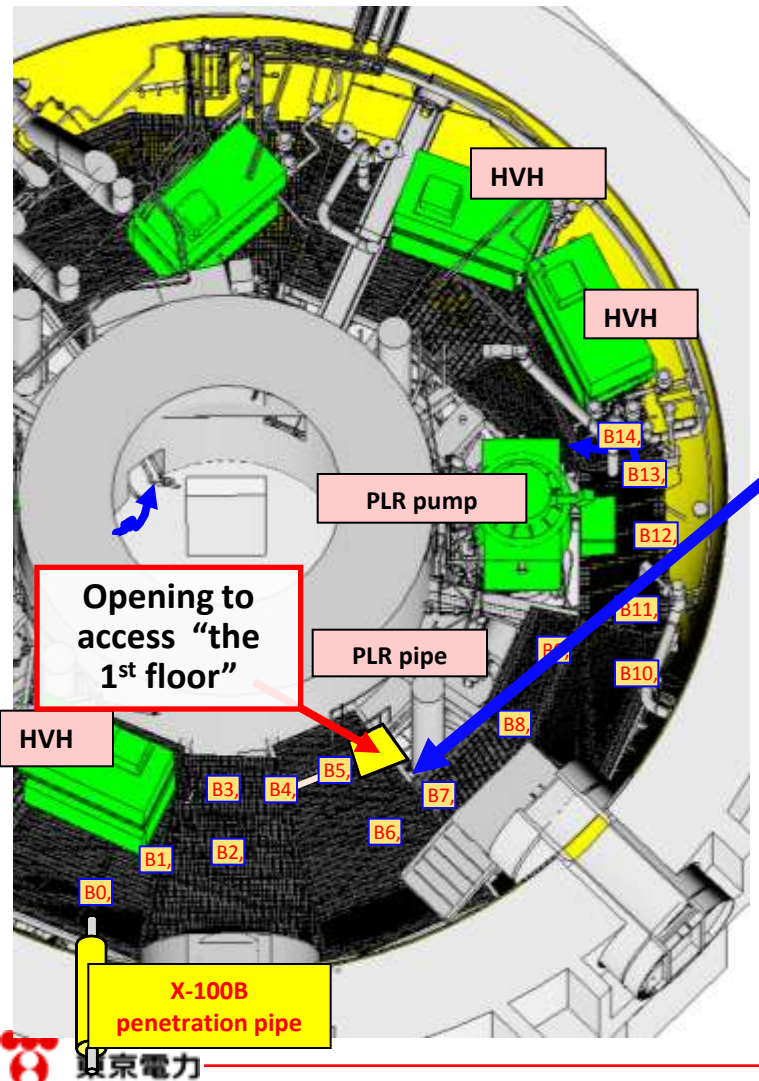 HVH
HVH
B14,
B13,
PLR pump
B12,
Opening to
access "the
1st floor"
B11,
PLR pipe
B9,
B10,
B8,
HVH
B5,
B3,
B4,
B7,
B6,
B1,
B2,
B0,
X-100B
penetration pipe
東京電力